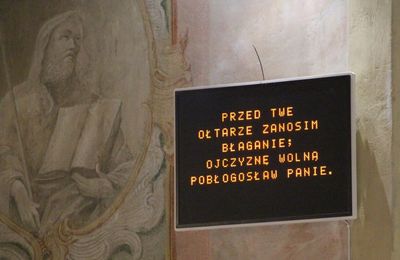 PRZED TWE
OŁTARZE ZANOSIM
BŁAGANIE;
OJCZYZNĘ WOLNĄ
POBŁOGOSŁAW PANIE.